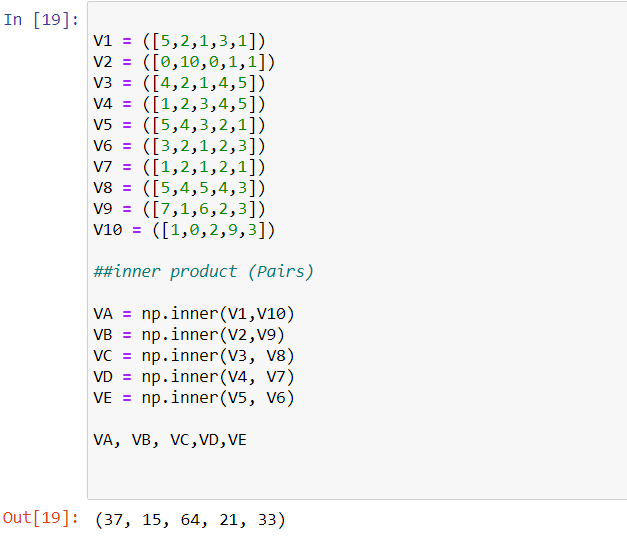 In [19]:
V1 = ([5,2,1,3,1])
V2 = ([0,10,0,1,1])
V3 = ([4,2,1,4,5])
V4 = ([1,2,3,4,5])
V5 = ([5,4,3,2,1])
V6 = ([3,2,1,2,3])
V7 = ([1,2,1,2,1])
V8 = ([5,4,5,4,3])
V9 = ([7,1,6,2,3])
V10 = ([1,0,2,9,3])
##inner product (Pairs)
VA = np.inner(V1,V10)
VB = np.inner(V2,V9)
VC = np.inner(V3, V8)
VD = np.inner(V4, V7)
VE = np.inner(V5, V6)
VA, VB, VC,VD,VE
Out[19]: (37, 15, 64, 21, 33)